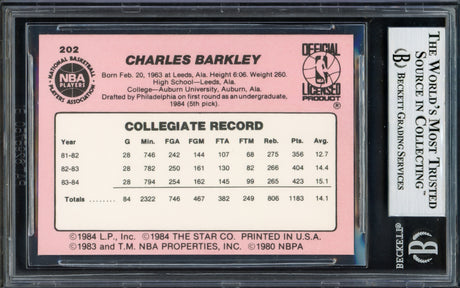 202
CHARLES BARKLEY
NATIONAL BASKETBALL
NBA
PLAYERS
PLAYERS ASSOCIATION
Born Feb. 20, 1963 at Leeds, Ala. Height 6:06. Weight 260.
High School—Leeds, Ala.
College—Auburn University, Auburn, Ala.
Drafted by Philadelphia on first round as an undergraduate,
1984 (5th pick).
OFFICIAL
LICENSED
PRODUCT®
COLLEGIATE RECORD
Year G Min. FGA FGM FTA FTM Reb. Pts. Avg.
81-82 28 746 242 144 107 68 275 356 12.7
82-83 28 782 250 161 130 82 266 404 14.4
83-84 28 794 254 162 145 99 265 423 15.1
Totals ........ 84 2322 746 467 382 249 806 1183 14.1
©1984 L.P., Inc. ©1984 THE STAR CO. PRINTED IN U.S.A.
©1983 and T.M. NBA PROPERTIES, INC. ©1980 NBPA
THE WORLD'S MOST TRUSTED
SOURCE IN COLLECTING™
BECKETT GRADING SERVICES
BECKETT®